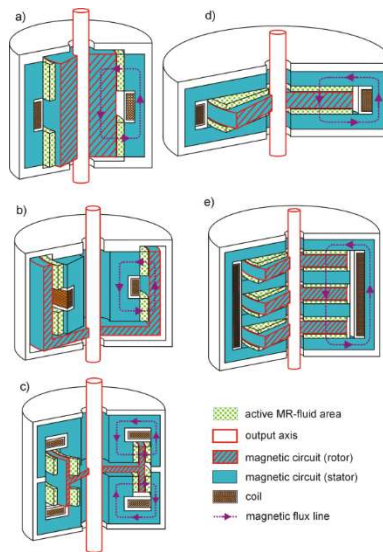 a)
d)
b)
e)
c)
active MR-fluid area
output axis
magnetic circuit (rotor)
magnetic circuit (stator)
coil
magnetic flux line